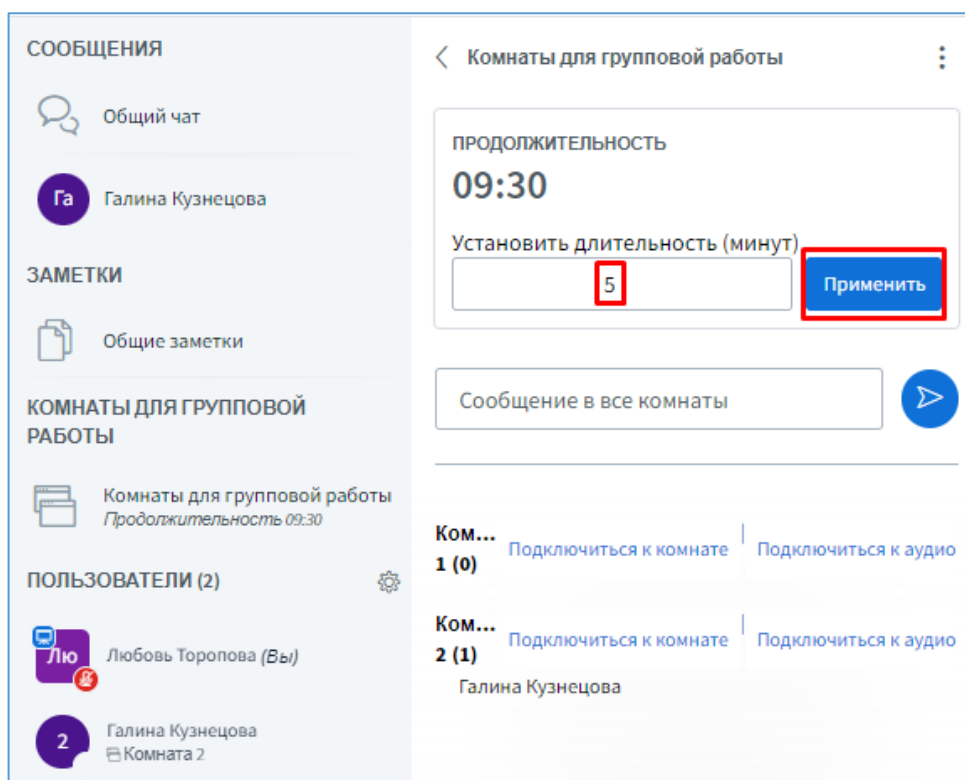 СООБЩЕНИЯ
Общий чат
Га
Галина Кузнецова
ЗАМЕТКИ
Общие заметки
КОМНАТЫ ДЛЯ ГРУППОВОЙ
РАБОТЫ
Комнаты для групповой работы
Продолжительность 09:30
ПОЛЬЗОВАТЕЛИ (2)
Лю
Любовь Торопова (Вы)
2
Галина Кузнецова
Комната 2
Комнаты для групповой работы
ПРОДОЛЖИТЕЛЬНОСТЬ
09:30
Установить длительность (минут)
5
Применить
Сообщение в все комнаты
Ком...
1 (0)
Подключиться к комнате
Подключиться к аудио
Ком...
2 (1)
Подключиться к комнате
Подключиться к аудио
Галина Кузнецова